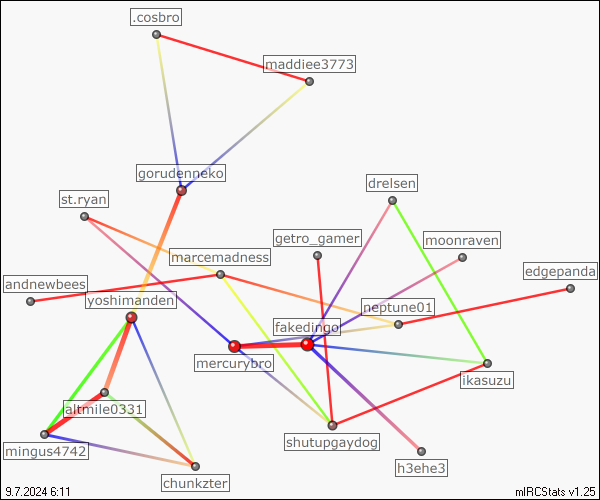 .cosbro
maddiee3773
gorudenneko
drelsen
st.ryan
getro_gamer
moonraven
marcemadness
edgepanda
andnewbees
yoshimanden
neptune01
fakedingo
mercurybro
ikasuzu
altmile0331
shutupgaydog
mingus4742
h3ehe3
chunkzter
9.7.2024 6:11
mIRCStats v1.25